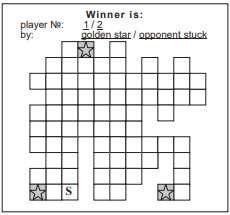 Winner is:
player №: 1 / 2
by: golden star / opponent stuck
S